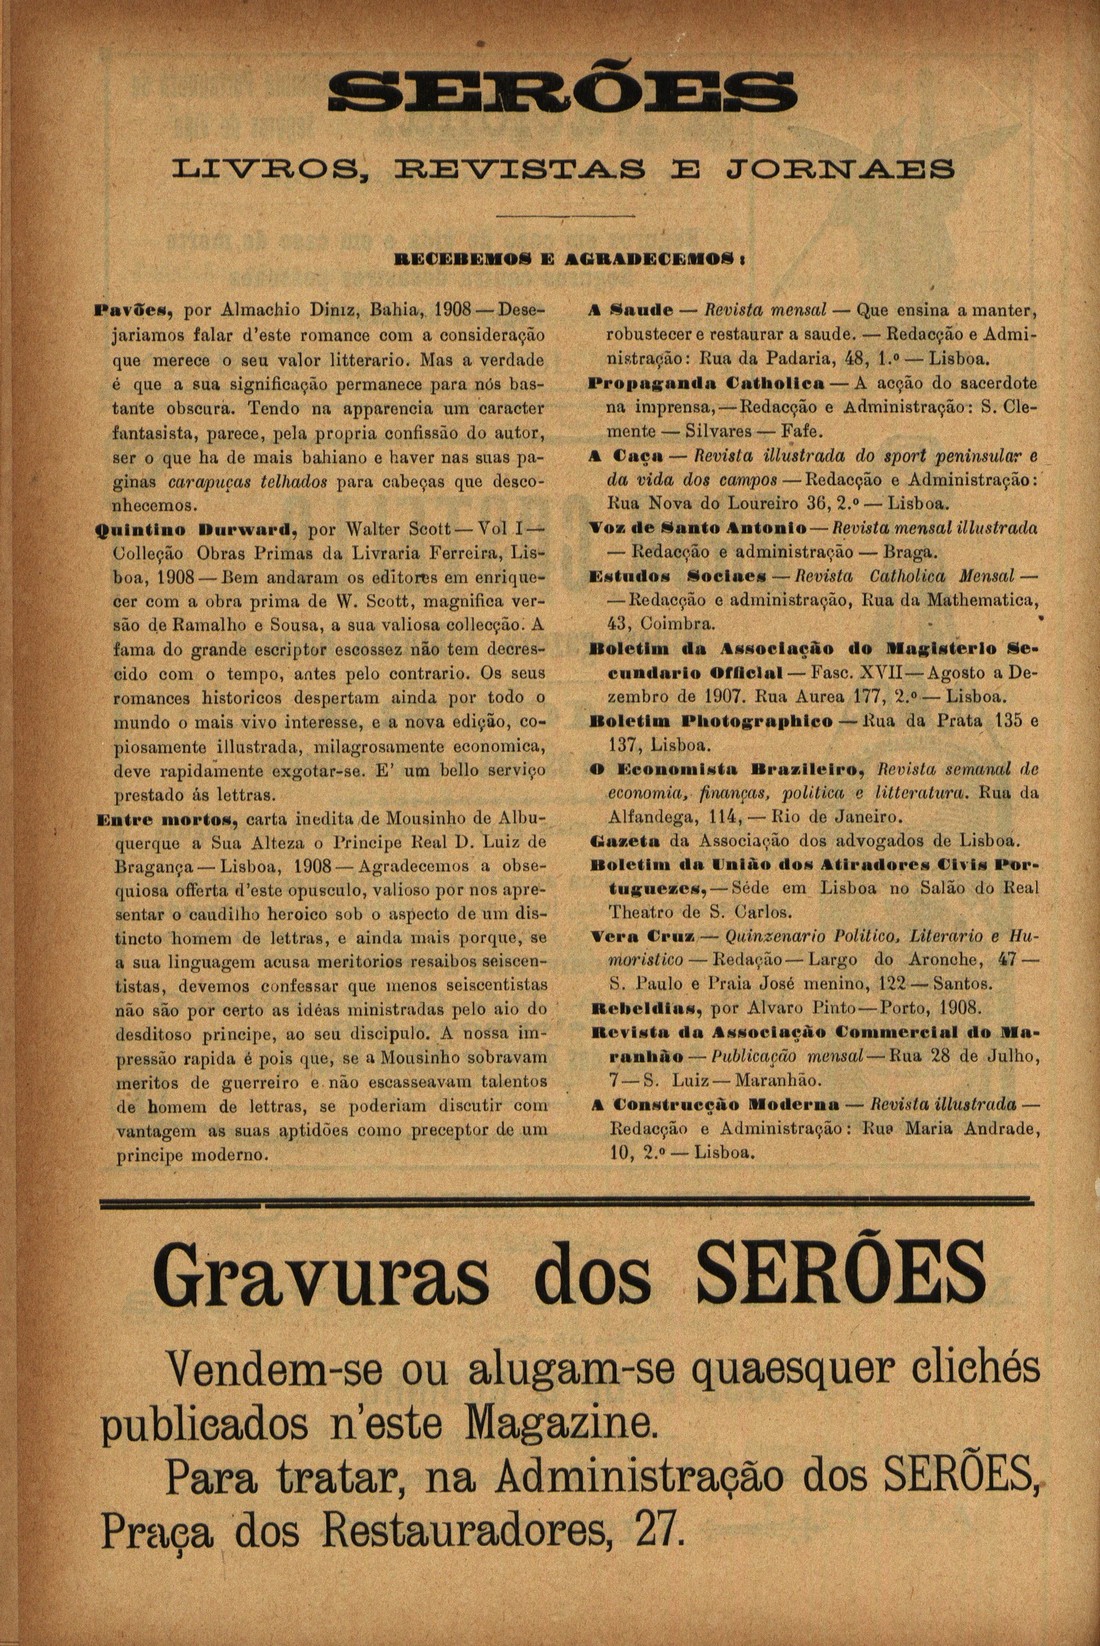 SERÕES
LIVROS, REVISTAS E JORNAES
RECEBEMOS E AGRADECEMOS:
Pavões, por Almachio Diniz, Bahia, 1908 — Dese-
jariamos falar d'este romance com a consideração
que merece o seu valor litterario. Mas a verdade
é que a sua significação permanece para nós bas-
tante obscura. Tendo na apparencia um caracter
fantasista, parece, pela propria confissão do autor,
ser o que ha de mais bahiano e haver nas suas pa-
ginas carapuças telhados para cabeças que desco-
nhecemos.
Quintino Durward, por Walter Scott — Vol I —
Colleção Obras Primas da Livraria Ferreira, Lis-
boa, 1908 — Bem andaram os editores em enrique-
cer com a obra prima de W. Scott, magnifica ver-
são de Ramalho e Sousa, a sua valiosa collecção. A
fama do grande escriptor escossez não tem decres-
cido com o tempo, antes pelo contrario. Os seus
romances historicos despertam ainda por todo o
mundo o mais vivo interesse, e a nova edição, co-
piosamente illustrada, milagrosamente economica,
deve rapidamente exgotar-se. E' um bello serviço
prestado ás lettras.
Entre mortos, carta inedita de Mousinho de Albu-
querque a Sua Alteza o Principe Real D. Luiz de
Bragança — Lisboa, 1908 — Agradecemos a obse-
quiosa offerta d'este opusculo, valioso por nos apre-
sentar o caudilho heroico sob o aspecto de um dis-
tincto homem de lettras, e ainda mais porque, se
a sua linguagem acusa meritorios resaibos seiscen-
tistas, devemos confessar que menos seiscentistas
não são por certo as idéas ministradas pelo aio do
desditoso principe, ao seu discipulo. A nossa im-
pressão rapida é pois que, se a Mousinho sobravam
meritos de guerreiro e não escasseavam talentos
de homem de lettras, se poderiam discutir com
vantagem as suas aptidões como preceptor de um
principe moderno.
A Saude — Revista mensal — Que ensina a manter,
robustecer e restaurar a saude. — Redacção e Admi-
nistração: Rua da Padaria, 48, 1.º — Lisboa.
Propaganda Catholica — A acção do sacerdote
na imprensa, — Redacção e Administração: S. Cle-
mente — Silvares — Fafe.
A Caça — Revista illustrada do sport peninsular e
da vida dos campos — Redacção e Administração:
Rua Nova do Loureiro 36, 2.º — Lisboa.
Voz de Santo Antonio — Revista mensal illustrada
— Redacção e administração — Braga.
Estudos Sociaes — Revista Catholica Mensal —
— Redacção e administração, Rua da Mathematica,
43, Coimbra.
Boletim da Associação do Magisterio Se-
cundario Official — Fasc. XVII — Agosto a De-
zembro de 1907. Rua Aurea 177, 2.º — Lisboa.
Boletim Photographico — Rua da Prata 135 e
137, Lisboa.
O Economista Brazileiro, Revista semanal de
economia, finanças, politica e litteratura. Rua da
Alfandega, 114, — Rio de Janeiro.
Gazeta da Associação dos advogados de Lisboa.
Boletim da União dos Atiradores Civis Por-
tuguezes, — Séde em Lisboa no Salão do Real
Theatro de S. Carlos.
Vera Cruz — Quinzenario Politico, Literario e Hu-
moristico — Redação — Largo do Aronche, 47 —
S. Paulo e Praia José menino, 122 — Santos.
Rebeldias, por Alvaro Pinto — Porto, 1908.
Revista da Associação Commercial do Ma-
ranhão — Publicação mensal — Rua 28 de Julho,
7 — S. Luiz — Maranhão.
A Construcção Moderna — Revista illustrada —
Redacção e Administração: Rua Maria Andrade,
10, 2.º — Lisboa.
Gravuras dos SERÕES
Vendem-se ou alugam-se quaesquer clichés
publicados n'este Magazine.
Para tratar, na Administração dos SERÕES,
Praça dos Restauradores, 27.